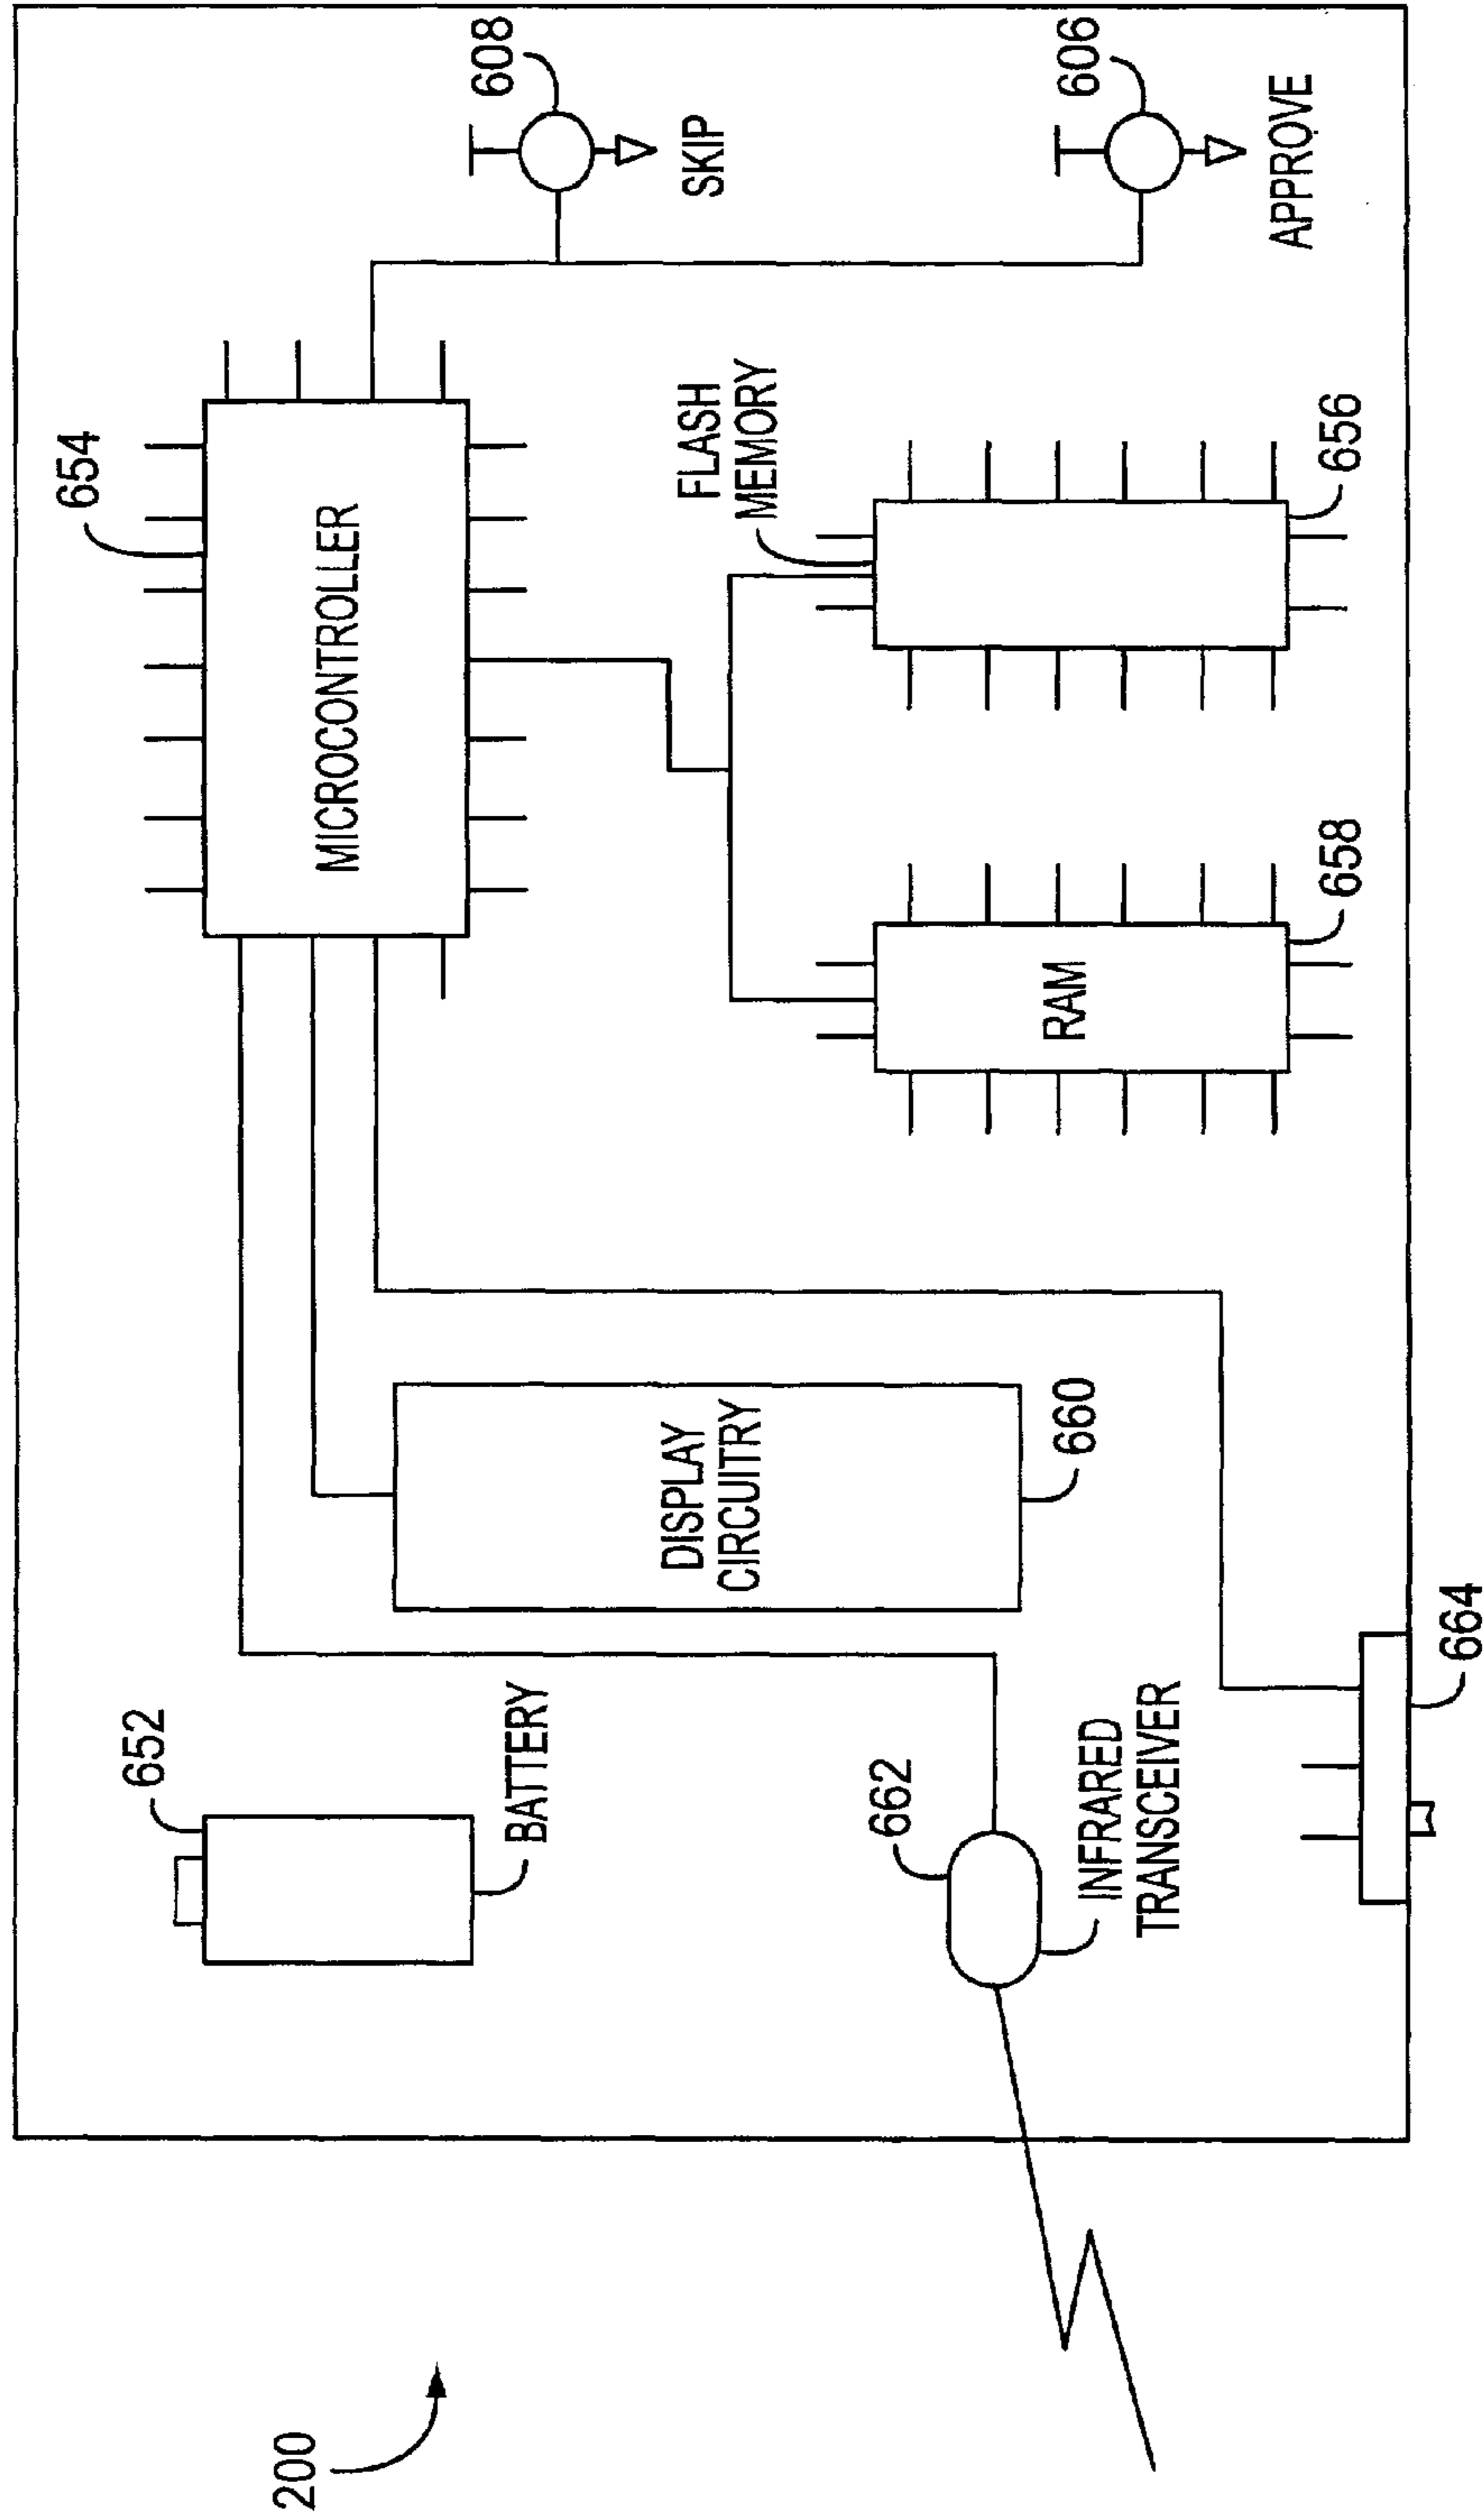 200
652
BATTERY
662
INFRARED
TRANSCEIVER
664
DISPLAY
CIRCUITRY
660
654
MICROCONTROLLER
RAM
658
FLASH
MEMORY
656
608
SKIP
606
APPROVE